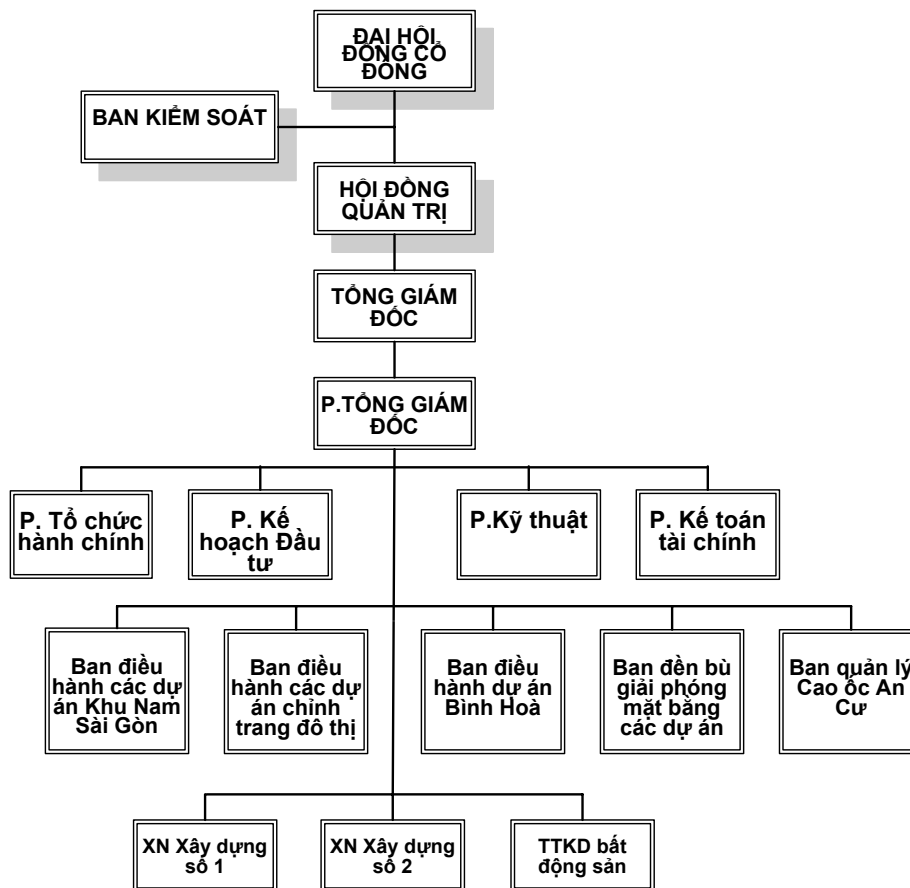 ĐẠI HỘI
ĐỒNG CỔ
ĐÔNG
BAN KIỂM SOÁT
HỘI ĐỒNG
QUẢN TRỊ
TỔNG GIÁM
ĐỐC
P.TỔNG GIÁM
ĐỐC
P. Tổ chức
hành chính
P. Kế
hoạch Đầu
tư
P.Kỹ thuật
P. Kế toán
tài chính
Ban điều
hành các dự
án Khu Nam
Sài Gòn
Ban điều
hành các dự
án chỉnh
trang đô thị
Ban điều
hành dự án
Bình Hoà
Ban đền bù
giải phóng
mặt bằng
các dự án
Ban quản lý
Cao ốc An
Cư
XN Xây dựng
số 1
XN Xây dựng
số 2
TTKD bất
động sản